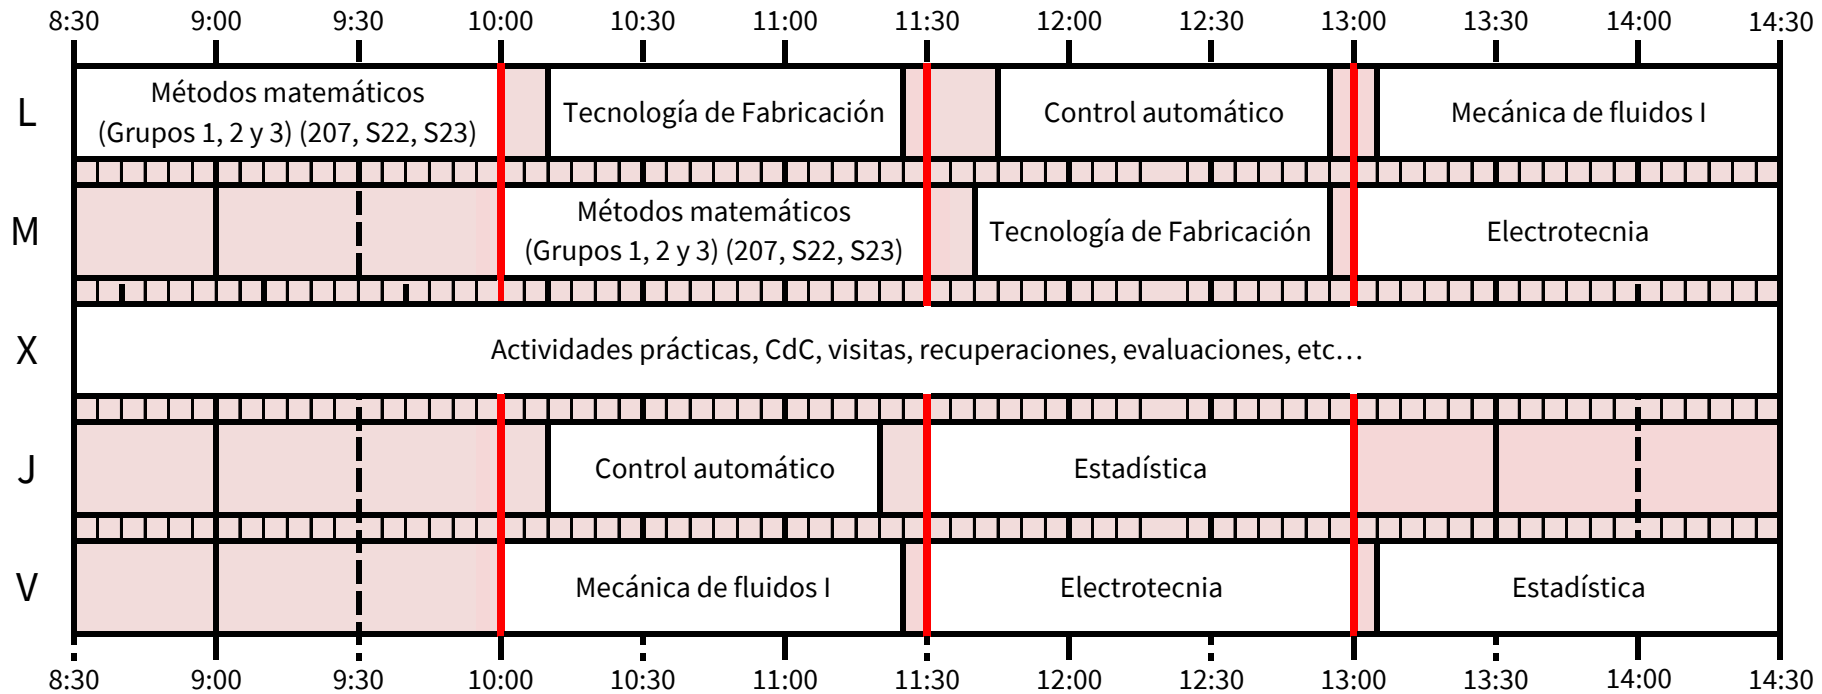 8:30 9:00 9:30 10:00 10:30 11:00 11:30 12:00 12:30 13:00 13:30 14:00 14:30
L
Métodos matemáticos
(Grupos 1, 2 y 3) (207, S22, S23)
Tecnología de Fabricación
Control automático
Mecánica de fluidos I
M
Métodos matemáticos
(Grupos 1, 2 y 3) (207, S22, S23)
Tecnología de Fabricación
Electrotecnia
X
Actividades prácticas, CdC, visitas, recuperaciones, evaluaciones, etc…
J
Control automático
Estadística
V
Mecánica de fluidos I
Electrotecnia
Estadística
8:30 9:00 9:30 10:00 10:30 11:00 11:30 12:00 12:30 13:00 13:30 14:00 14:30